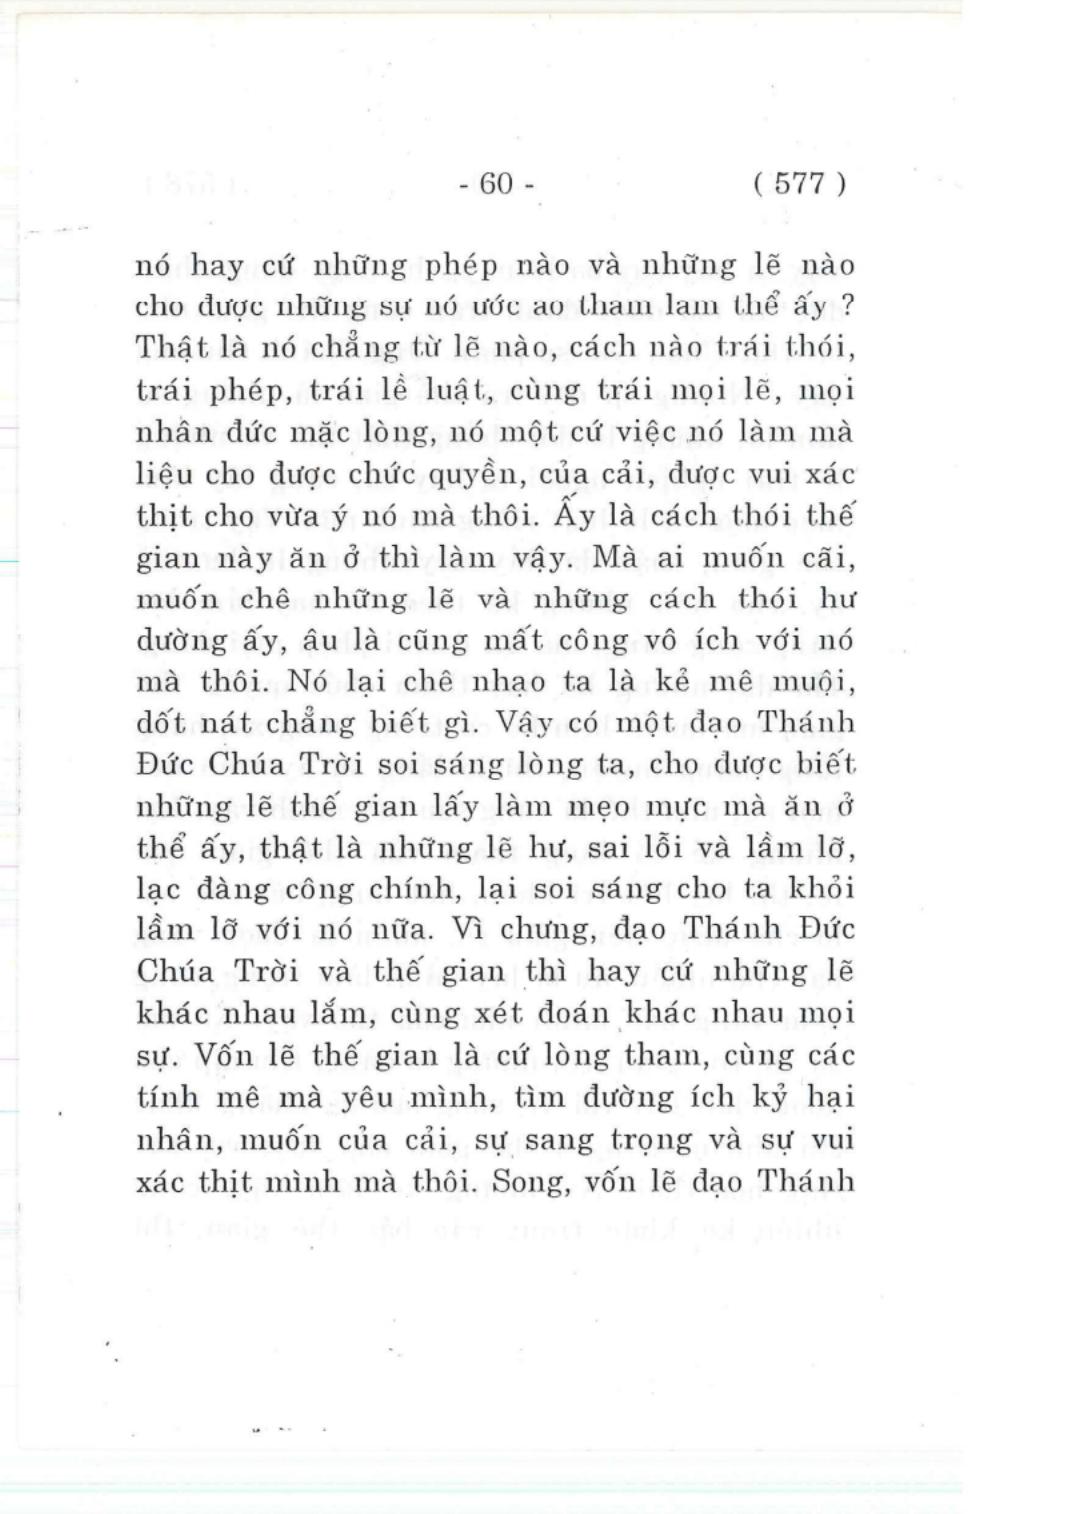 - 60 - ( 577 )
nó hay cứ những phép nào và những lẽ nào
cho được những sự nó ước ao tham lam thể ấy ?
Thật là nó chẳng từ lẽ nào, cách nào trái thói,
trái phép, trái lề luật, cùng trái mọi lẽ, mọi
nhân đức mặc lòng, nó một cứ việc nó làm mà
liệu cho được chức quyền, của cải, được vui xác
thịt cho vừa ý nó mà thôi. Ấy là cách thói thế
gian này ăn ở thì làm vậy. Mà ai muốn cãi,
muốn chê những lẽ và những cách thói hư
dường ấy, âu là cũng mất công vô ích với nó
mà thôi. Nó lại chê nhạo ta là kẻ mê muội,
dốt nát chẳng biết gì. Vậy có một đạo Thánh
Đức Chúa Trời soi sáng lòng ta, cho được biết
những lẽ thế gian lấy làm mẹo mực mà ăn ở
thể ấy, thật là những lẽ hư, sai lỗi và lầm lỡ,
lạc đàng công chính, lại soi sáng cho ta khỏi
lầm lỡ với nó nữa. Vì chưng, đạo Thánh Đức
Chúa Trời và thế gian thì hay cứ những lẽ
khác nhau lắm, cùng xét đoán khác nhau mọi
sự. Vốn lẽ thế gian là cứ lòng tham, cùng các
tính mê mà yêu mình, tìm đường ích kỷ hại
nhân, muốn của cải, sự sang trọng và sự vui
xác thịt mình mà thôi. Song, vốn lẽ đạo Thánh